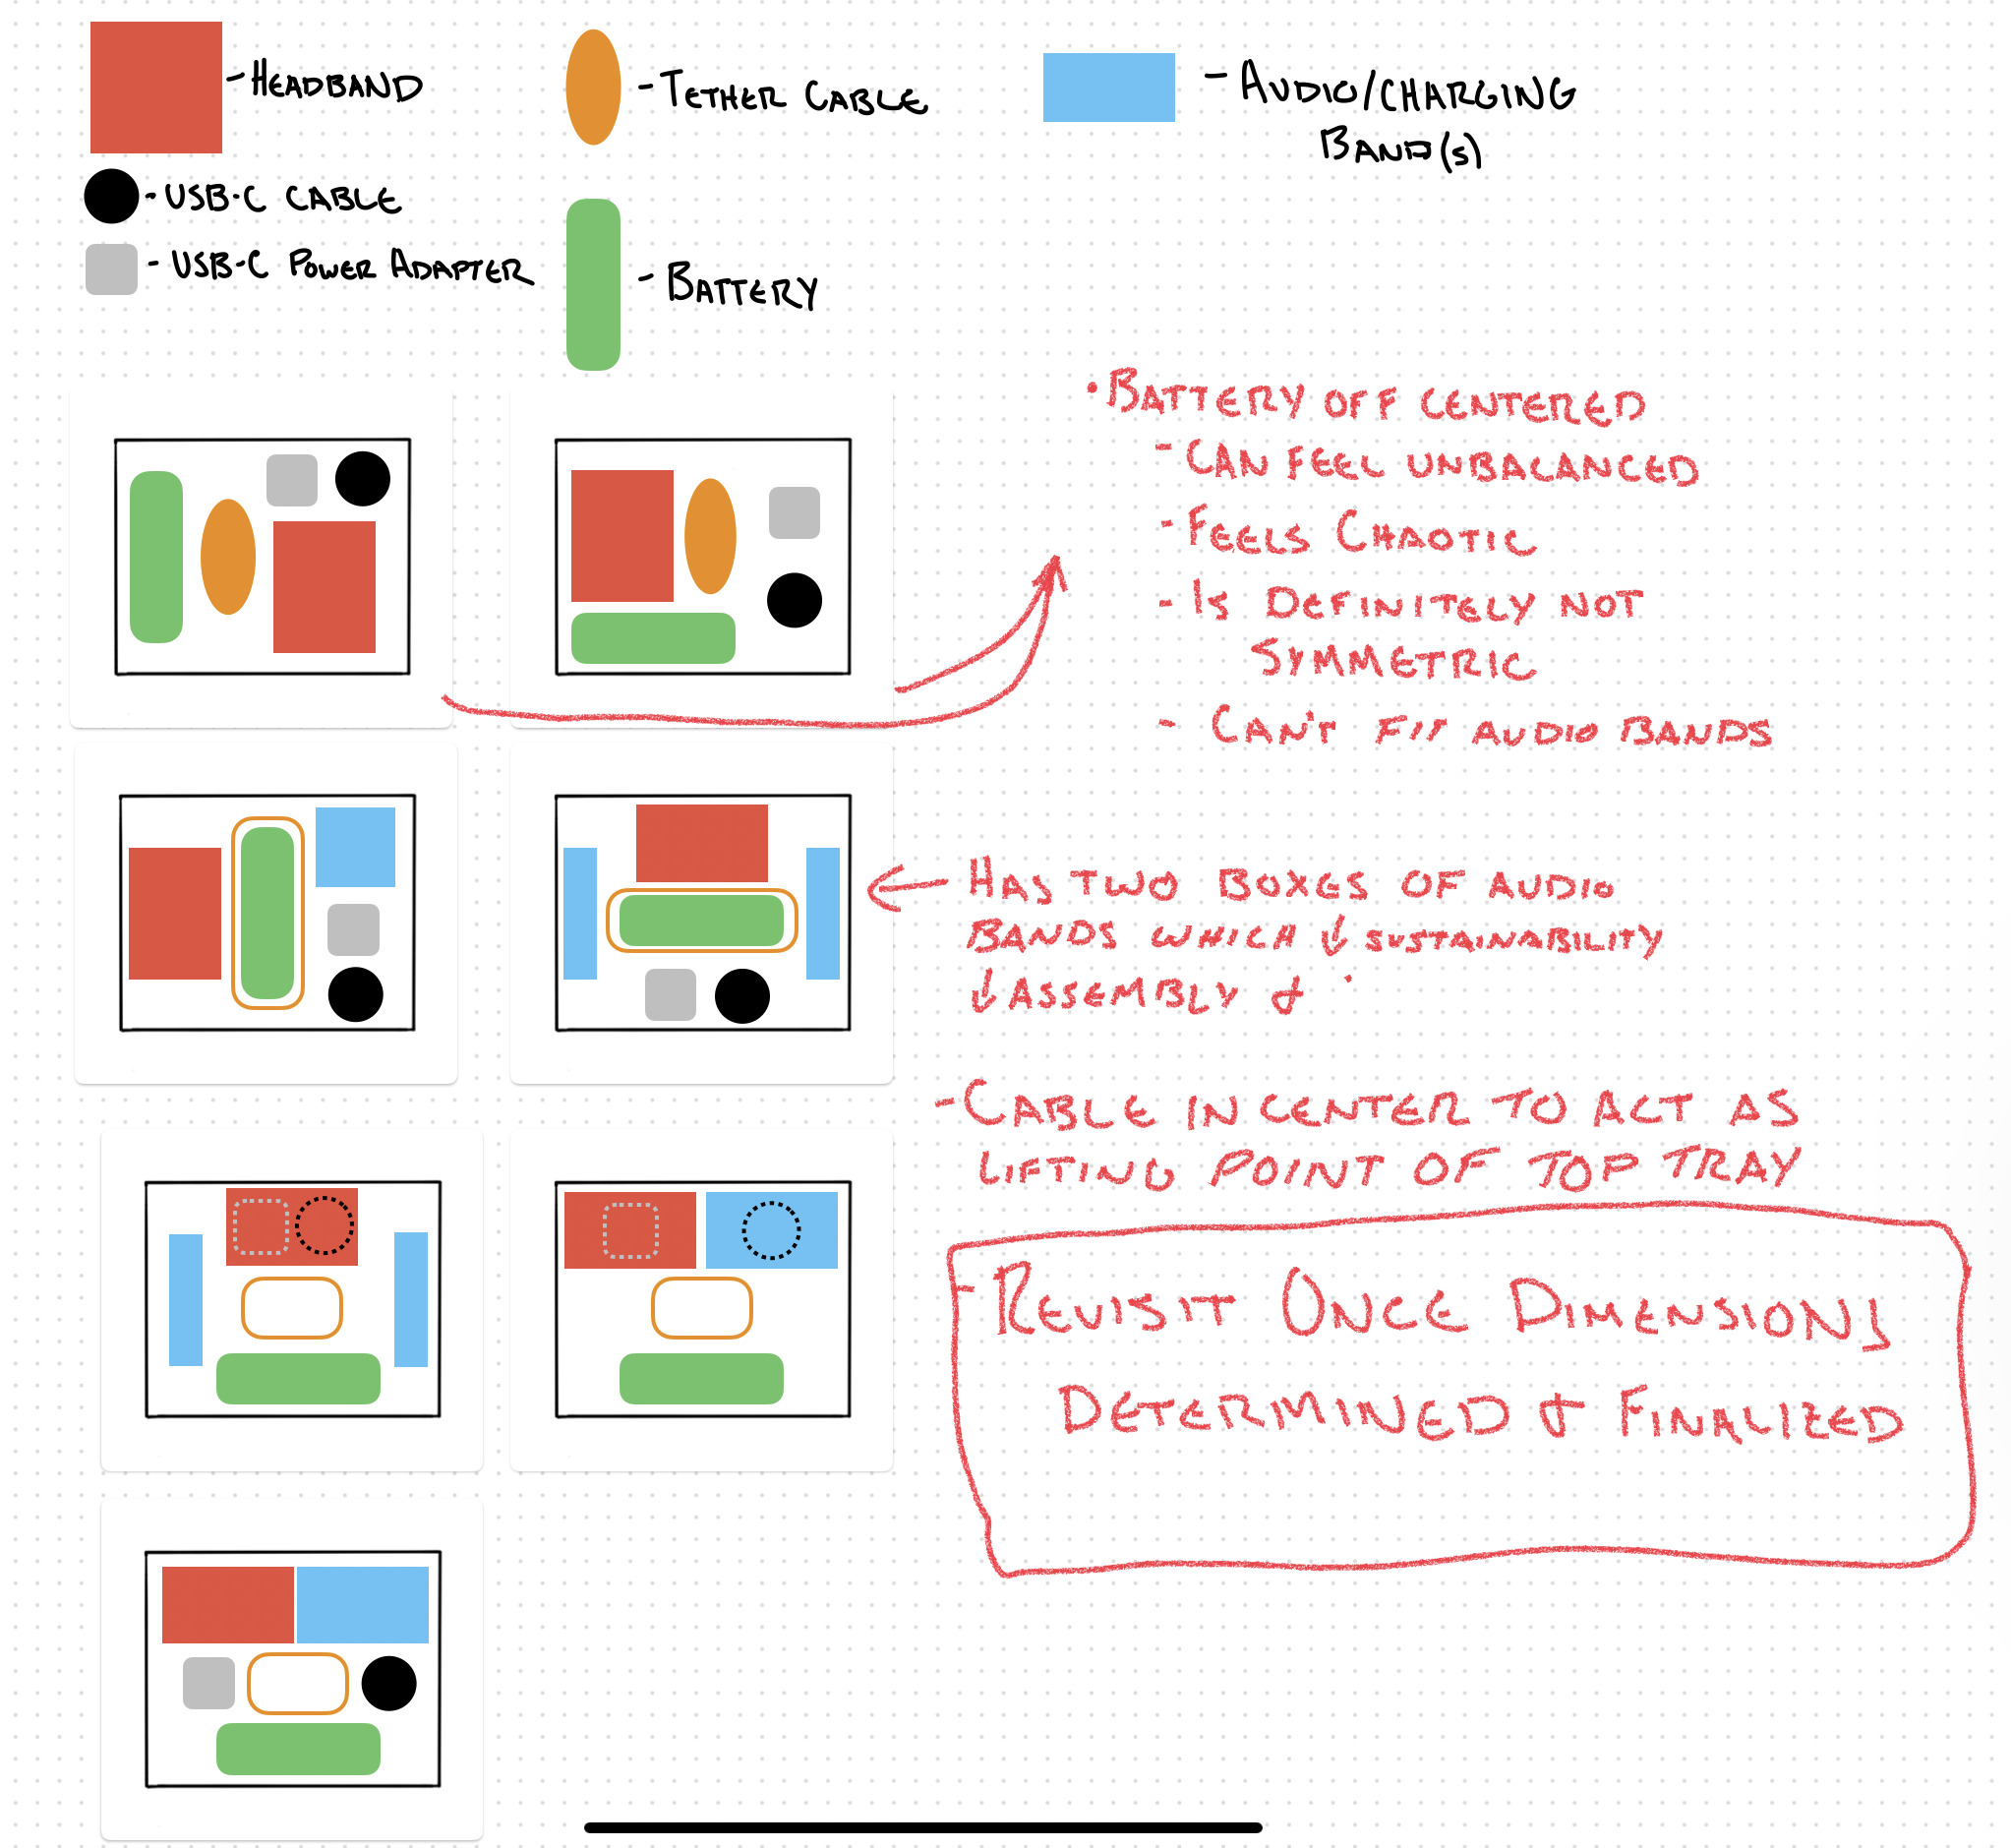 - HEADBAND
- TETHER CABLE
- AUDIO/CHARGING
BAND(S)
- USB-C CABLE
- USB-C POWER ADAPTER
- BATTERY
• BATTERY OFF CENTERED
- CAN FEEL UNBALANCED
- FEELS CHAOTIC
- IS DEFINITELY NOT
SYMMETRIC
- CAN'T FIT AUDIO BANDS
← HAS TWO BOXES OF AUDIO
BANDS WHICH ↓ SUSTAINABILITY
↓ ASSEMBLY &
- CABLE IN CENTER TO ACT AS
LIFTING POINT OF TOP TRAY
- REVISIT ONCE DIMENSIONS
DETERMINED & FINALIZED